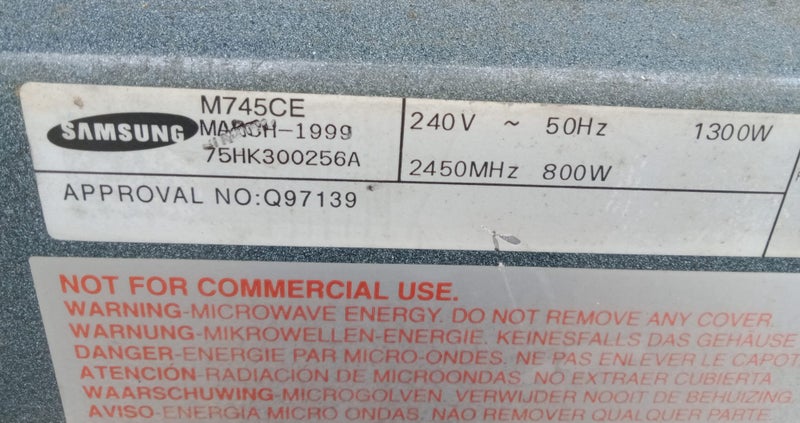 SAMSUNG
M745CE
MARCH-1999
75HK300256A
240V ~ 50Hz 1300W
2450MHz 800W
APPROVAL NO:Q97139
NOT FOR COMMERCIAL USE.
WARNING-MICROWAVE ENERGY. DO NOT REMOVE ANY COVER.
WARNUNG-MIKROWELLEN-ENERGIE. KEINESFALLS DAS GEHÄUSE
DANGER-ENERGIE PAR MICRO-ONDES. NE PAS ENLEVER LE CAPOT
ATENCIÓN-RADIACIÓN DE MICROONDAS. NO EXTRAER CUBIERTA
WAARSCHUWING-MICROGOLVEN. VERWIJDER NOOIT DE BEHUIZING.
AVISO-ENERGIA MICRO ONDAS. NÃO REMOVER QUALQUER PARTE